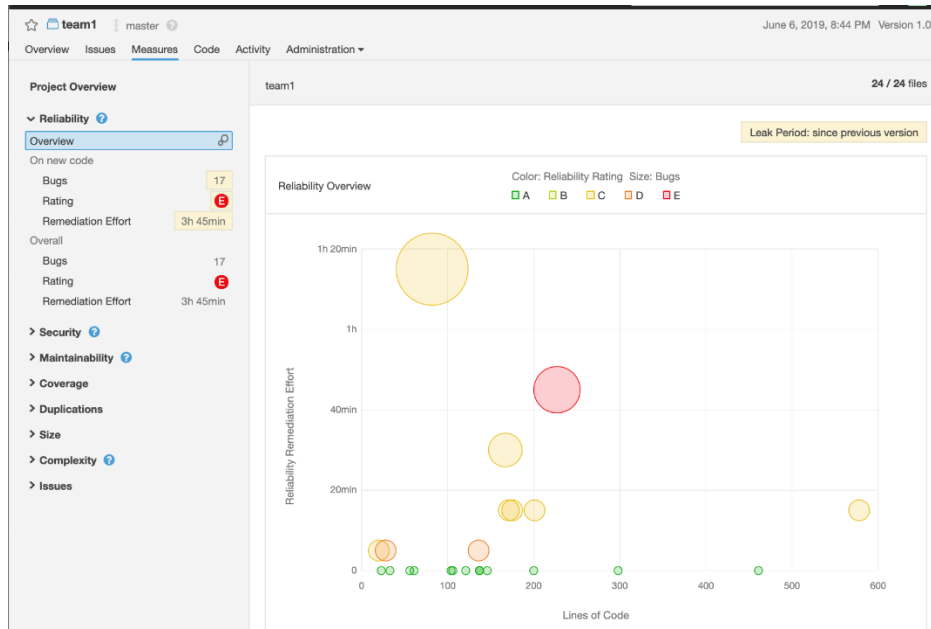 team1 master
June 6, 2019, 8:44 PM Version 1.0
Overview Issues Measures Code Activity Administration
Project Overview
Reliability
Overview
On new code
Bugs 17
Rating E
Remediation Effort 3h 45min
Overall
Bugs 17
Rating E
Remediation Effort 3h 45min
Security
Maintainability
Coverage
Duplications
Size
Complexity
Issues
team1
24 / 24 files
Leak Period: since previous version
Reliability Overview
Color: Reliability Rating Size: Bugs
A B C D E
Reliability Remediation Effort
1h 20min
1h
40min
20min
0
0 100 200 300 400 500 600
Lines of Code